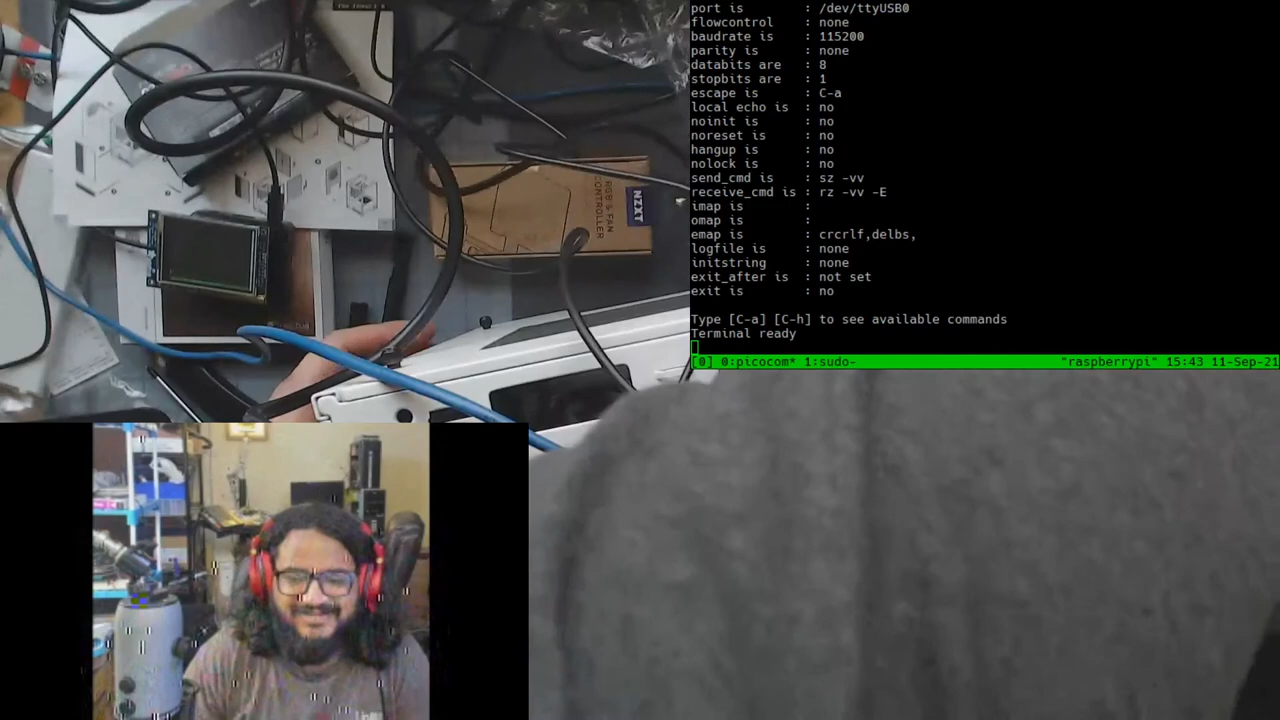 port is : /dev/ttyUSB0
flowcontrol : none
baudrate is : 115200
parity is : none
databits are : 8
stopbits are : 1
escape is : C-a
local echo is : no
noinit is : no
noreset is : no
hangup is : no
nolock is : no
send_cmd is : sz -vv
receive_cmd is : rz -vv -E
imap is :
omap is :
emap is : crcrlf,delbs,
logfile is : none
initstring : none
exit_after is : not set
exit is : no
Type [C-a] [C-h] to see available commands
Terminal ready
[0] 0:picocom* 1:sudo- "raspberrypi" 15:43 11-Sep-21
NZXT
RGB & FAN
CONTROLLER